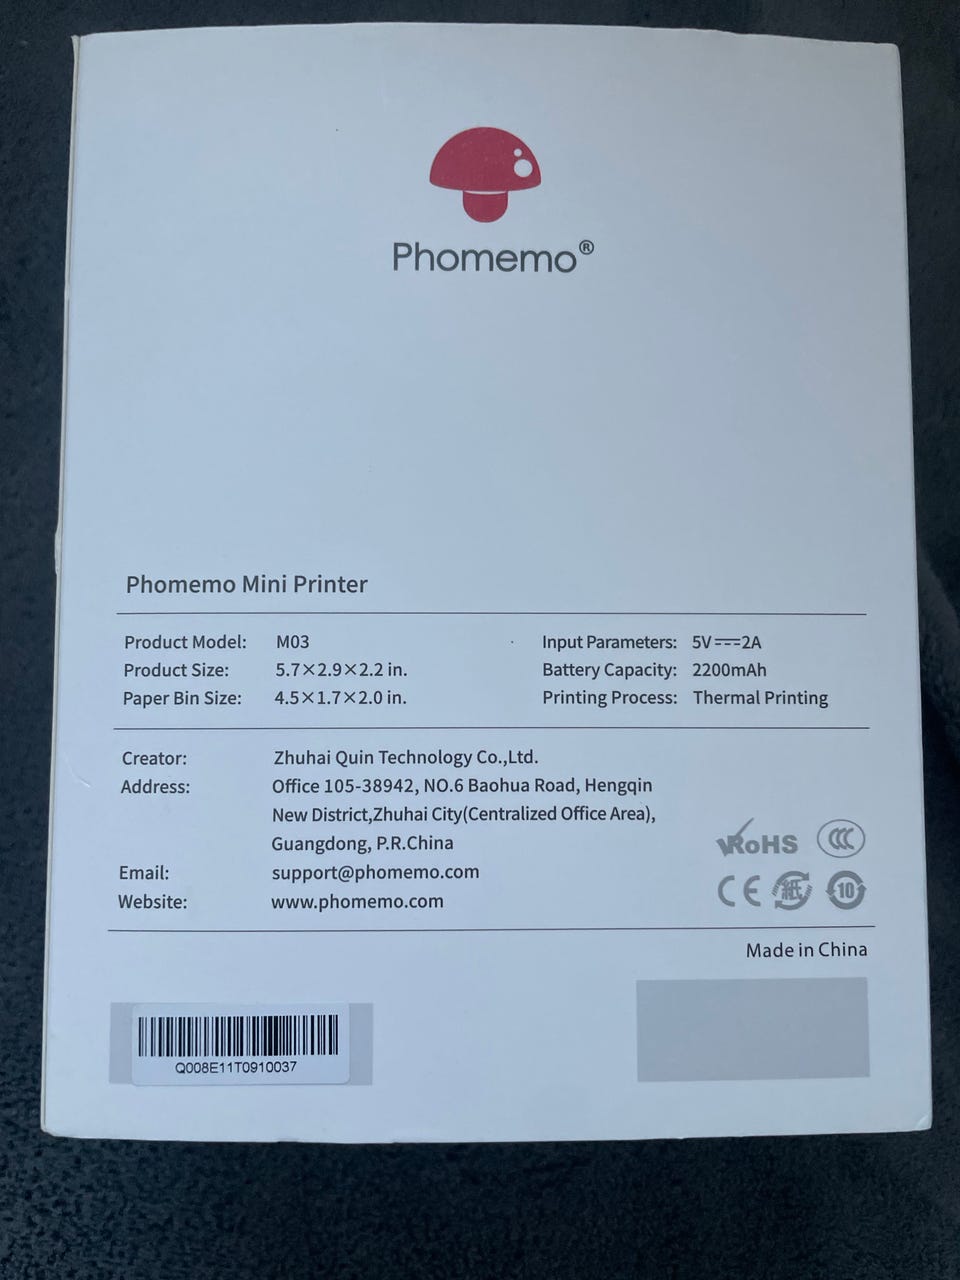 Phomemo®
Phomemo Mini Printer
Product Model: M03
Product Size: 5.7×2.9×2.2 in.
Paper Bin Size: 4.5×1.7×2.0 in.
Input Parameters: 5V⎓2A
Battery Capacity: 2200mAh
Printing Process: Thermal Printing
Creator: Zhuhai Quin Technology Co.,Ltd.
Address: Office 105-38942, NO.6 Baohua Road, Hengqin
New District,Zhuhai City(Centralized Office Area),
Guangdong, P.R.China
Email: support@phomemo.com
Website: www.phomemo.com
RoHS CCC
CE 紙 10
Made in China
Q008E11T0910037